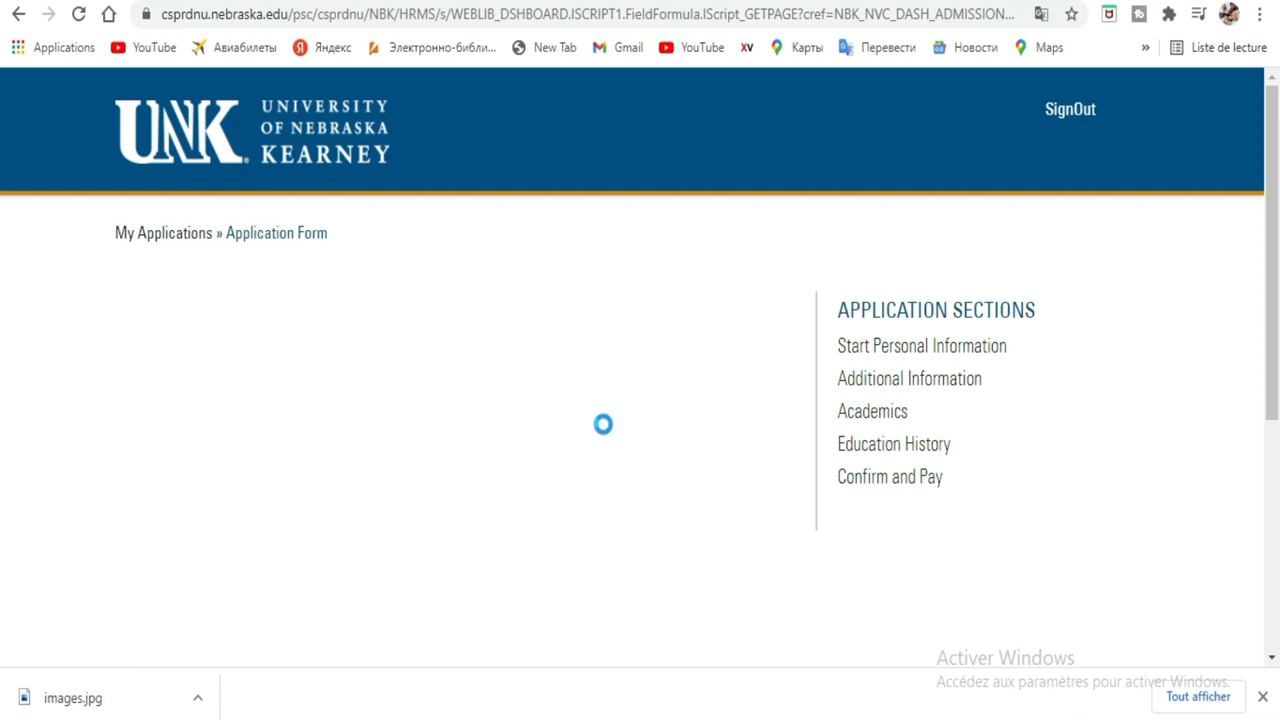 csprdnu.nebraska.edu/psc/csprdnu/NBK/HRMS/s/WEBLIB_DSHBOARD.ISCRIPT1.FieldFormula.IScript_GETPAGE?cref=NBK_NVC_DASH_ADMISSION...
Applications YouTube Авиабилеты Яндекс Электронно-библи... New Tab Gmail YouTube XV Карты Перевести Новости Maps » Liste de lecture
UNK UNIVERSITY
OF NEBRASKA
KEARNEY
SignOut
My Applications » Application Form
APPLICATION SECTIONS
Start Personal Information
Additional Information
Academics
Education History
Confirm and Pay
Activer Windows
Accédez aux paramètres pour activer Windows.
images.jpg
Tout afficher